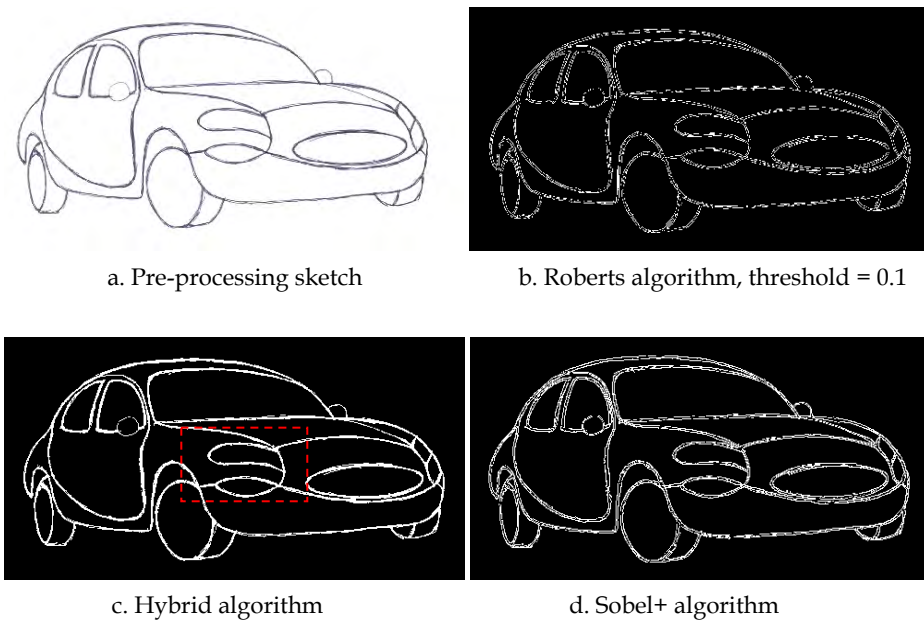 a. Pre-processing sketch
b. Roberts algorithm, threshold = 0.1
c. Hybrid algorithm
d. Sobel+ algorithm